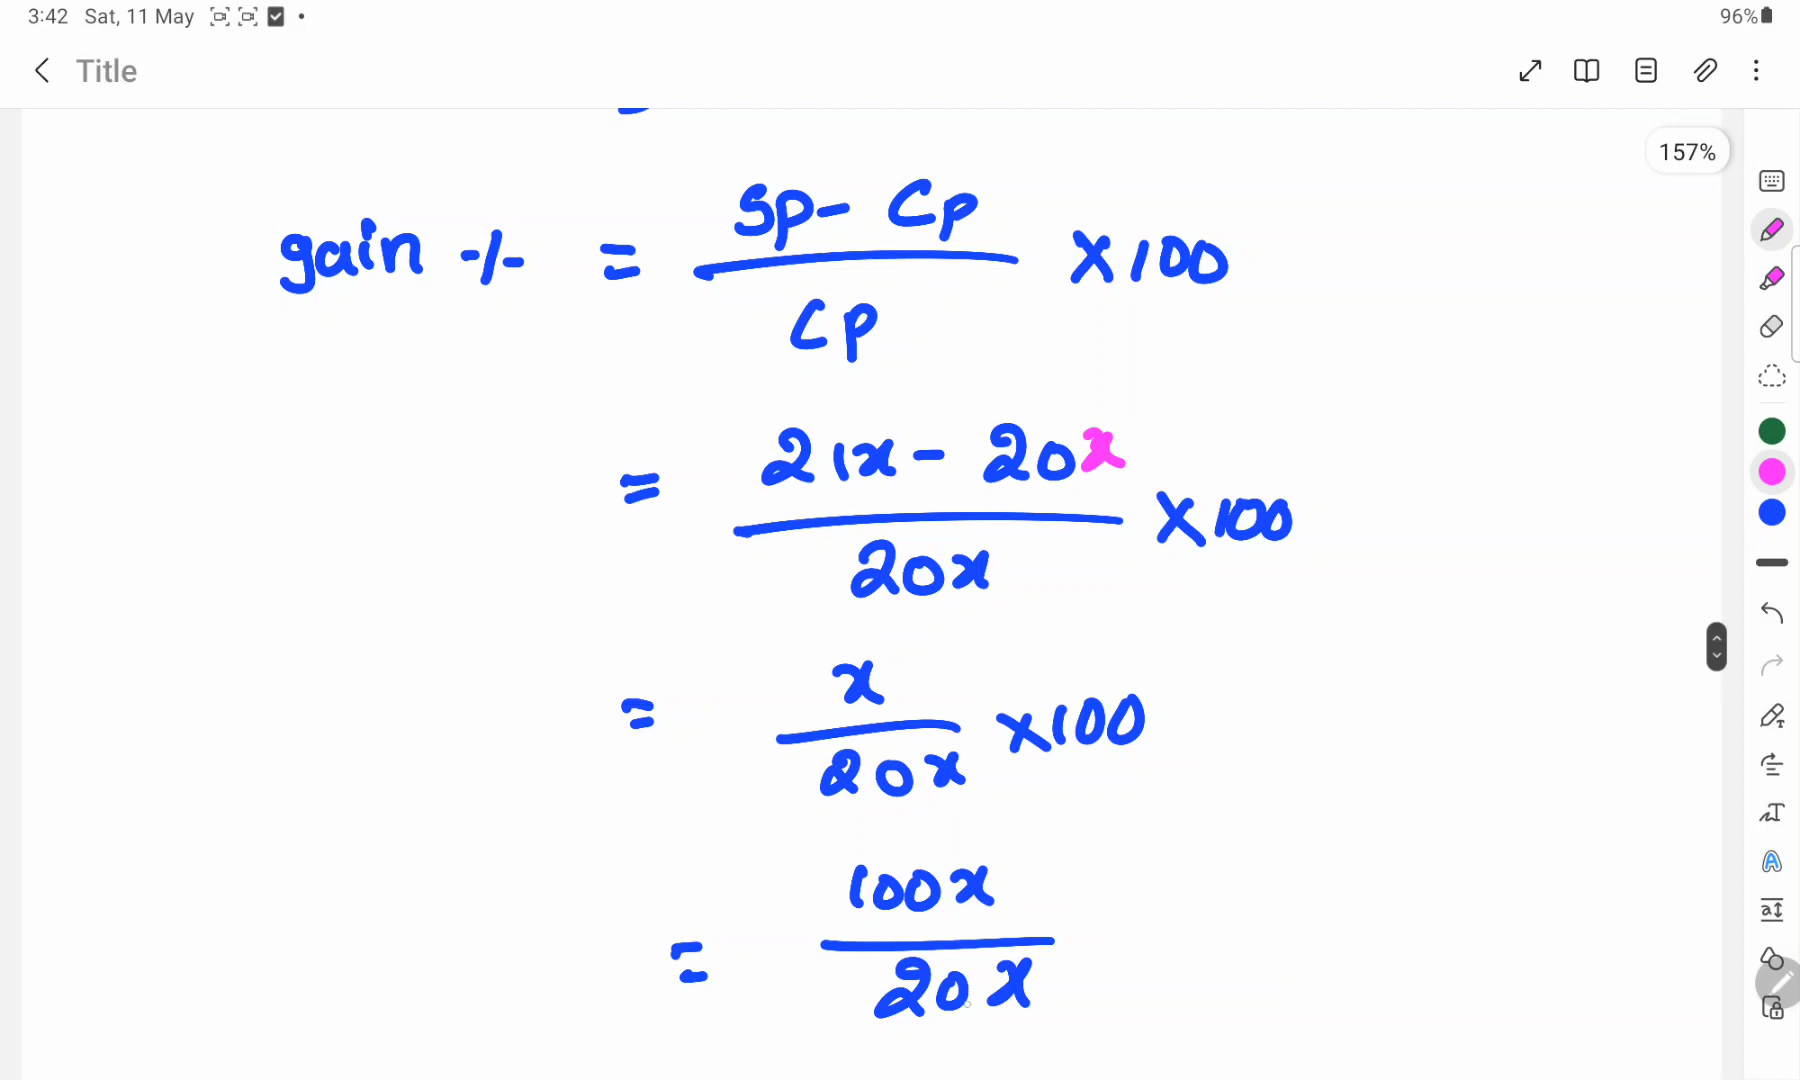 3:42 Sat, 11 May
96%
Title
157%
gain -/- = SP - CP / CP × 100
= 21x - 20x / 20x × 100
= x / 20x × 100
= 100x / 20x